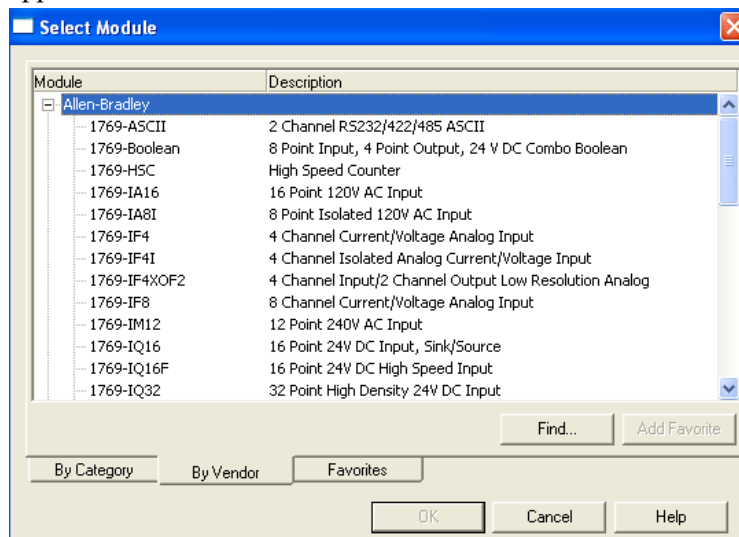 Select Module
Module Description
Allen-Bradley
1769-ASCII 2 Channel RS232/422/485 ASCII
1769-Boolean 8 Point Input, 4 Point Output, 24 V DC Combo Boolean
1769-HSC High Speed Counter
1769-IA16 16 Point 120V AC Input
1769-IA8I 8 Point Isolated 120V AC Input
1769-IF4 4 Channel Current/Voltage Analog Input
1769-IF4I 4 Channel Isolated Analog Current/Voltage Input
1769-IF4XOF2 4 Channel Input/2 Channel Output Low Resolution Analog
1769-IF8 8 Channel Current/Voltage Analog Input
1769-IM12 12 Point 240V AC Input
1769-IQ16 16 Point 24V DC Input, Sink/Source
1769-IQ16F 16 Point 24V DC High Speed Input
1769-IQ32 32 Point High Density 24V DC Input
Find... Add Favorite
By Category By Vendor Favorites
OK Cancel Help